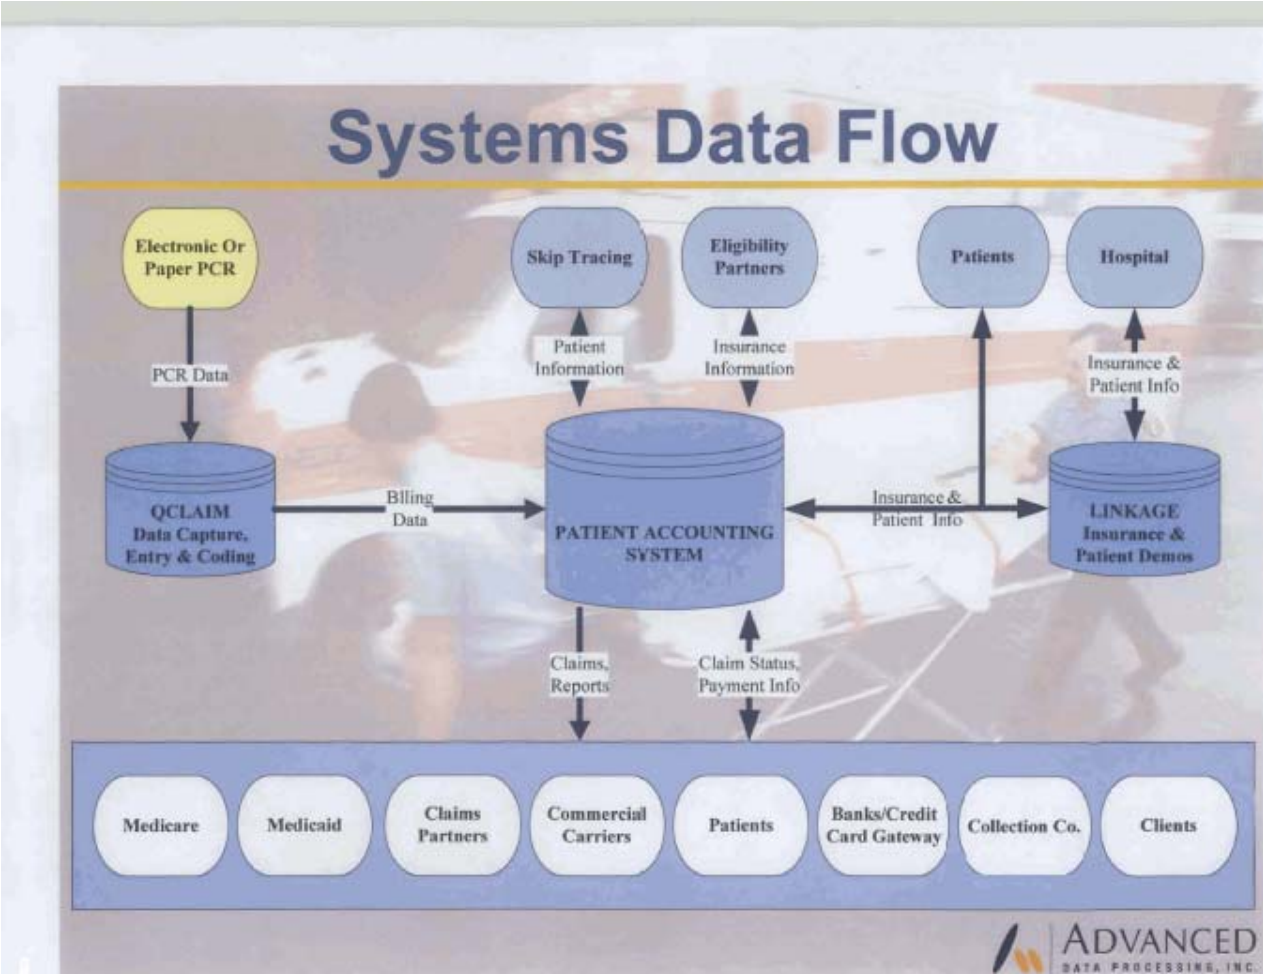 Systems Data Flow
Electronic Or
Paper PCR
Skip Tracing
Eligibility
Partners
Patients
Hospital
PCR Data
Patient
Information
Insurance
Information
Insurance &
Patient Info
QCLAIM
Data Capture,
Entry & Coding
BIling
Data
PATIENT ACCOUNTING
SYSTEM
Insurance &
Patient Info
LINKAGE
Insurance &
Patient Demos
Claims,
Reports
Claim Status,
Payment Info
Medicare
Medicaid
Claims
Partners
Commercial
Carriers
Patients
Banks/Credit
Card Gateway
Collection Co.
Clients
ADVANCED
DATA PROCESSING, INC.